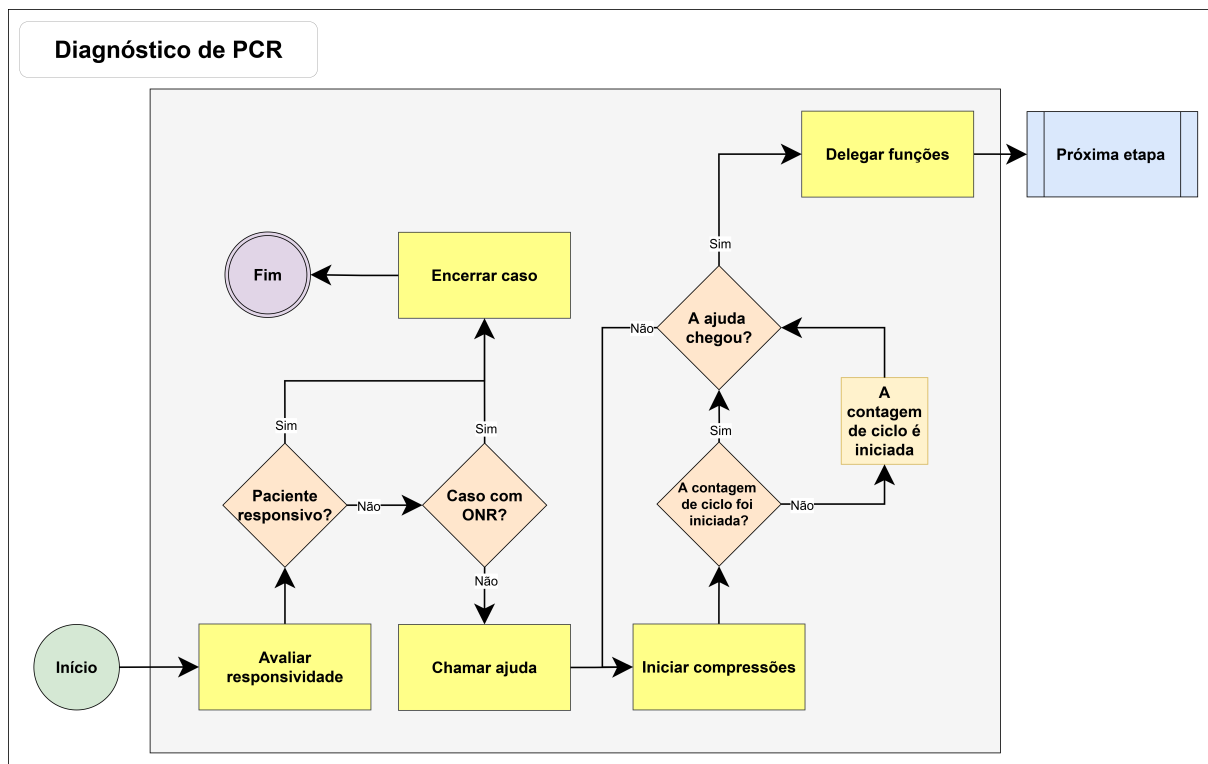 Diagnóstico de PCR
Delegar funções
Próxima etapa
Sim
Fim
Encerrar caso
A ajuda
chegou?
Não
A
contagem
de ciclo é
iniciada
Sim
Sim
Sim
Paciente
responsivo?
Não
Caso com
ONR?
A contagem
de ciclo foi
iniciada?
Não
Não
Início
Avaliar
responsividade
Chamar ajuda
Iniciar compressões